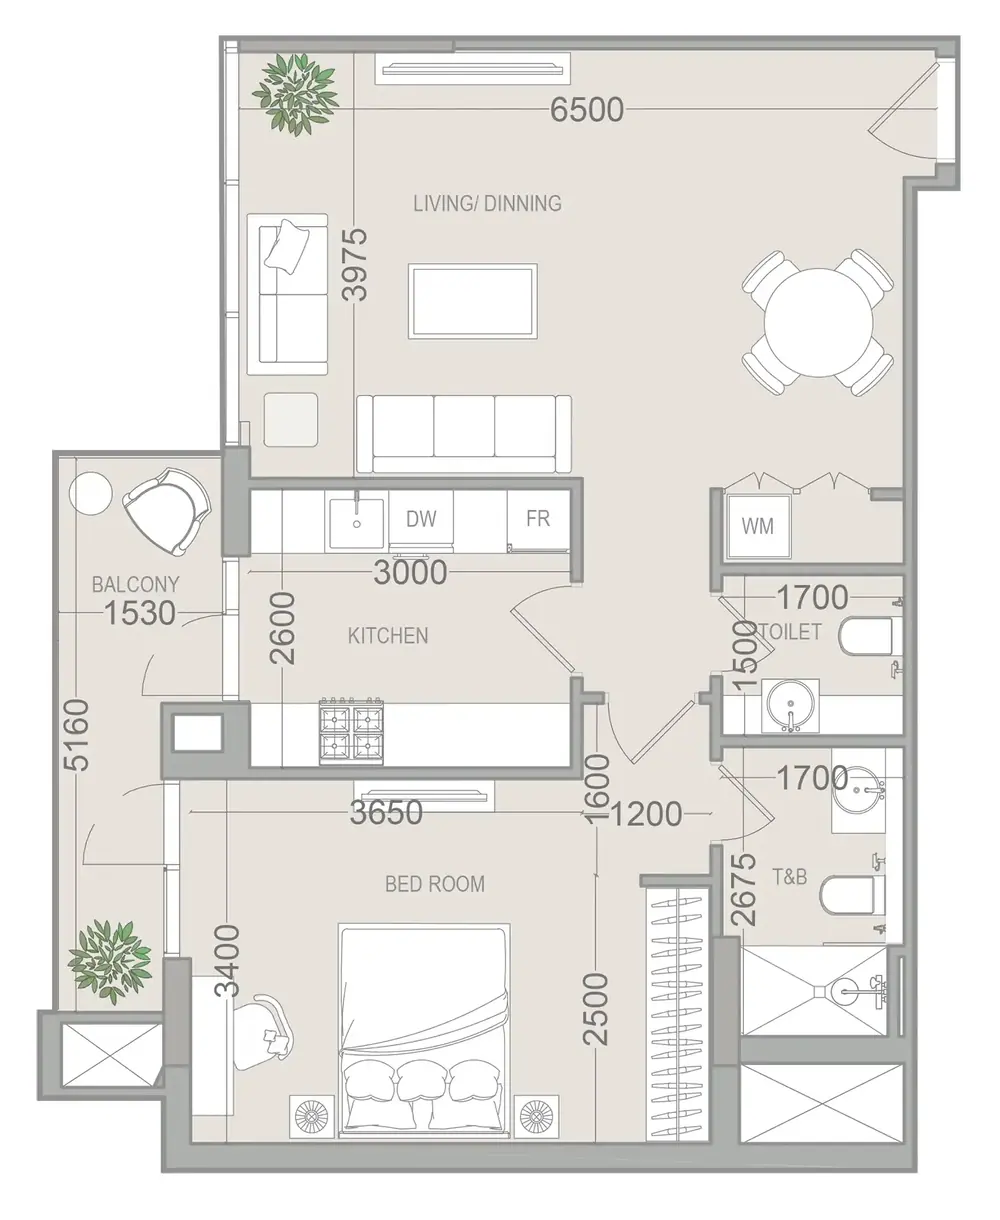 6500
LIVING/ DINNING
3975
DW
FR
WM
3000
BALCONY
1530
2600
KITCHEN
1700
TOILET
1500
5160
1600
1700
3650
1200
BED ROOM
2675
T&B
3400
2500